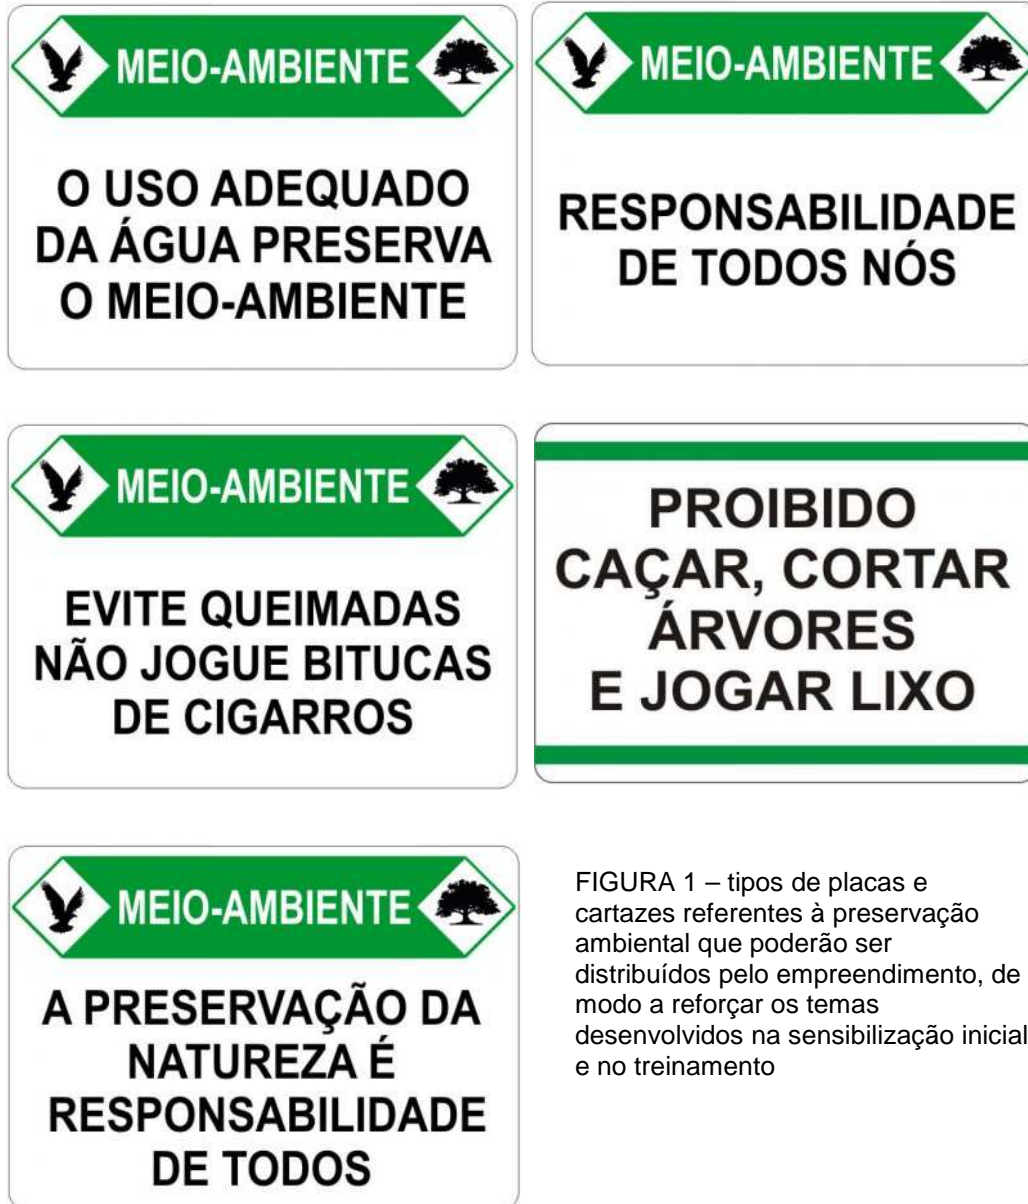 MEIO-AMBIENTE
O USO ADEQUADO
DA ÁGUA PRESERVA
O MEIO-AMBIENTE
MEIO-AMBIENTE
RESPONSABILIDADE
DE TODOS NÓS
MEIO-AMBIENTE
EVITE QUEIMADAS
NÃO JOGUE BITUCAS
DE CIGARROS
PROIBIDO
CAÇAR, CORTAR
ÁRVORES
E JOGAR LIXO
MEIO-AMBIENTE
A PRESERVAÇÃO DA
NATUREZA É
RESPONSABILIDADE
DE TODOS
FIGURA 1 – tipos de placas e
cartazes referentes à preservação
ambiental que poderão ser
distribuídos pelo empreendimento, de
modo a reforçar os temas
desenvolvidos na sensibilização inicial
e no treinamento